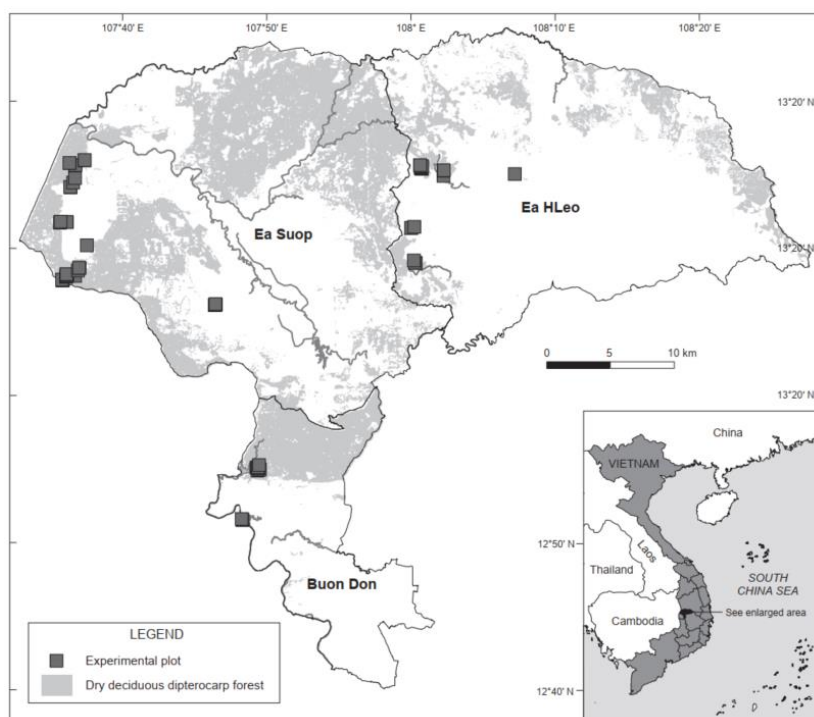 107°40' E
107°50' E
108° E
108°10' E
108°20' E
13°20' N
Ea HLeo
Ea Suop
13°20' N
0 5 10 km
13°20' N
China
VIETNAM
12°50' N
Laos
Thailand
SOUTH
CHINA SEA
Cambodia
See enlarged area
Buon Don
LEGEND
Experimental plot
Dry deciduous dipterocarp forest
12°40' N